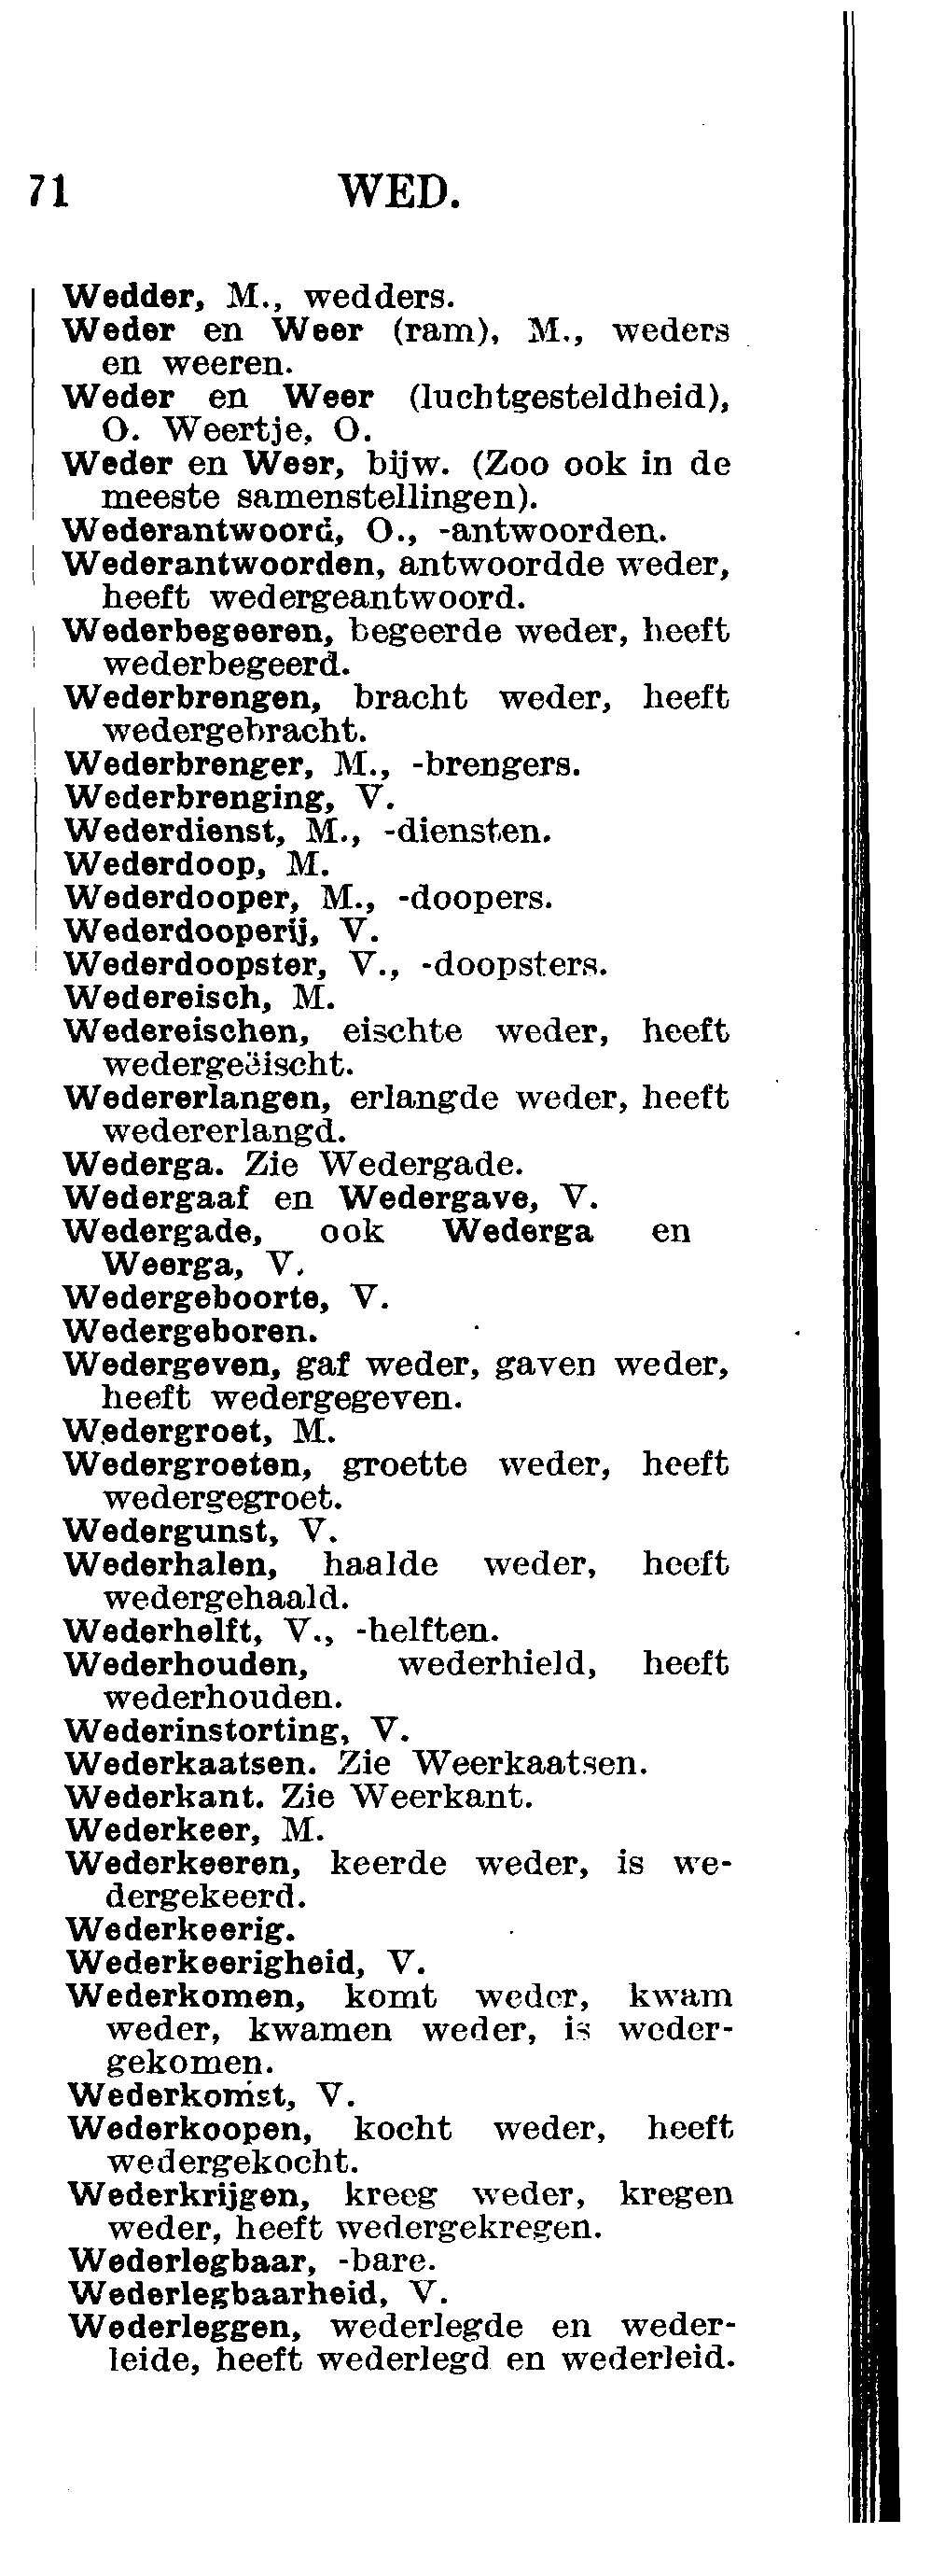 71 WED.
Wedder, M., wedders.
Weder en Weer (ram), M., weders
en weeren.
Weder en Weer (luchtgesteldheid),
O. Weertje, O.
Weder en Weer, bijw. (Zoo ook in de
meeste samenstellingen).
Wederantwoord, O., -antwoorden.
Wederantwoorden, antwoordde weder,
heeft wedergeantwoord.
Wederbegeeren, begeerde weder, heeft
wederbegeerd.
Wederbrengen, bracht weder, heeft
wedergebracht.
Wederbrenger, M., -brengers.
Wederbrenging, V.
Wederdienst, M., -diensten.
Wederdoop, M.
Wederdooper, M., -doopers.
Wederdooperij, V.
Wederdoopster, V., -doopsters.
Wedereisch, M.
Wedereischen, eischte weder, heeft
wedergeëischt.
Wedererlangen, erlangde weder, heeft
wedererlangd.
Wederga. Zie Wedergade.
Wedergaaf en Wedergave, V.
Wedergade, ook Wederga en
Weerga, V.
Wedergeboorte, V.
Wedergeboren.
Wedergeven, gaf weder, gaven weder,
heeft wedergegeven.
Wedergroet, M.
Wedergroeten, groette weder, heeft
wedergegroet.
Wedergunst, V.
Wederhalen, haalde weder, heeft
wedergehaald.
Wederhelft, V., -helften.
Wederhouden, wederhield, heeft
wederhouden.
Wederinstorting, V.
Wederkaatsen. Zie Weerkaatsen.
Wederkant. Zie Weerkant.
Wederkeer, M.
Wederkeeren, keerde weder, is we-
dergekeerd.
Wederkeerig.
Wederkeerigheid, V.
Wederkomen, komt weder, kwam
weder, kwamen weder, is weder-
gekomen.
Wederkomst, V.
Wederkoopen, kocht weder, heeft
wedergekocht.
Wederkrijgen, kreeg weder, kregen
weder, heeft wedergekregen.
Wederlegbaar, -bare.
Wederlegbaarheid, V.
Wederleggen, wederlegde en weder-
leide, heeft wederlegd en wederleid.